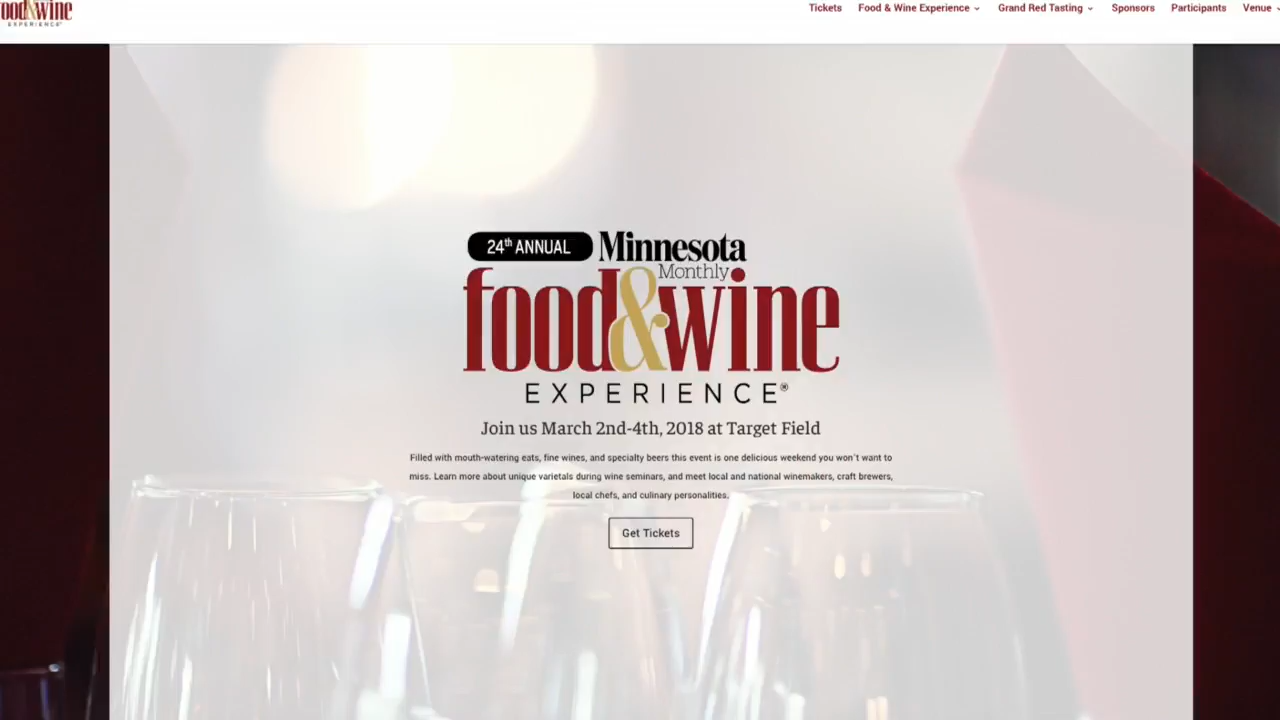 food&wine
EXPERIENCE®
Tickets Food & Wine Experience Grand Red Tasting Sponsors Participants Venue
24th ANNUAL Minnesota
Monthly
food&wine
EXPERIENCE®
Join us March 2nd-4th, 2018 at Target Field
Filled with mouth-watering eats, fine wines, and specialty beers this event is one delicious weekend you won't want to
miss. Learn more about unique varietals during wine seminars, and meet local and national winemakers, craft brewers,
local chefs, and culinary personalities.
Get Tickets